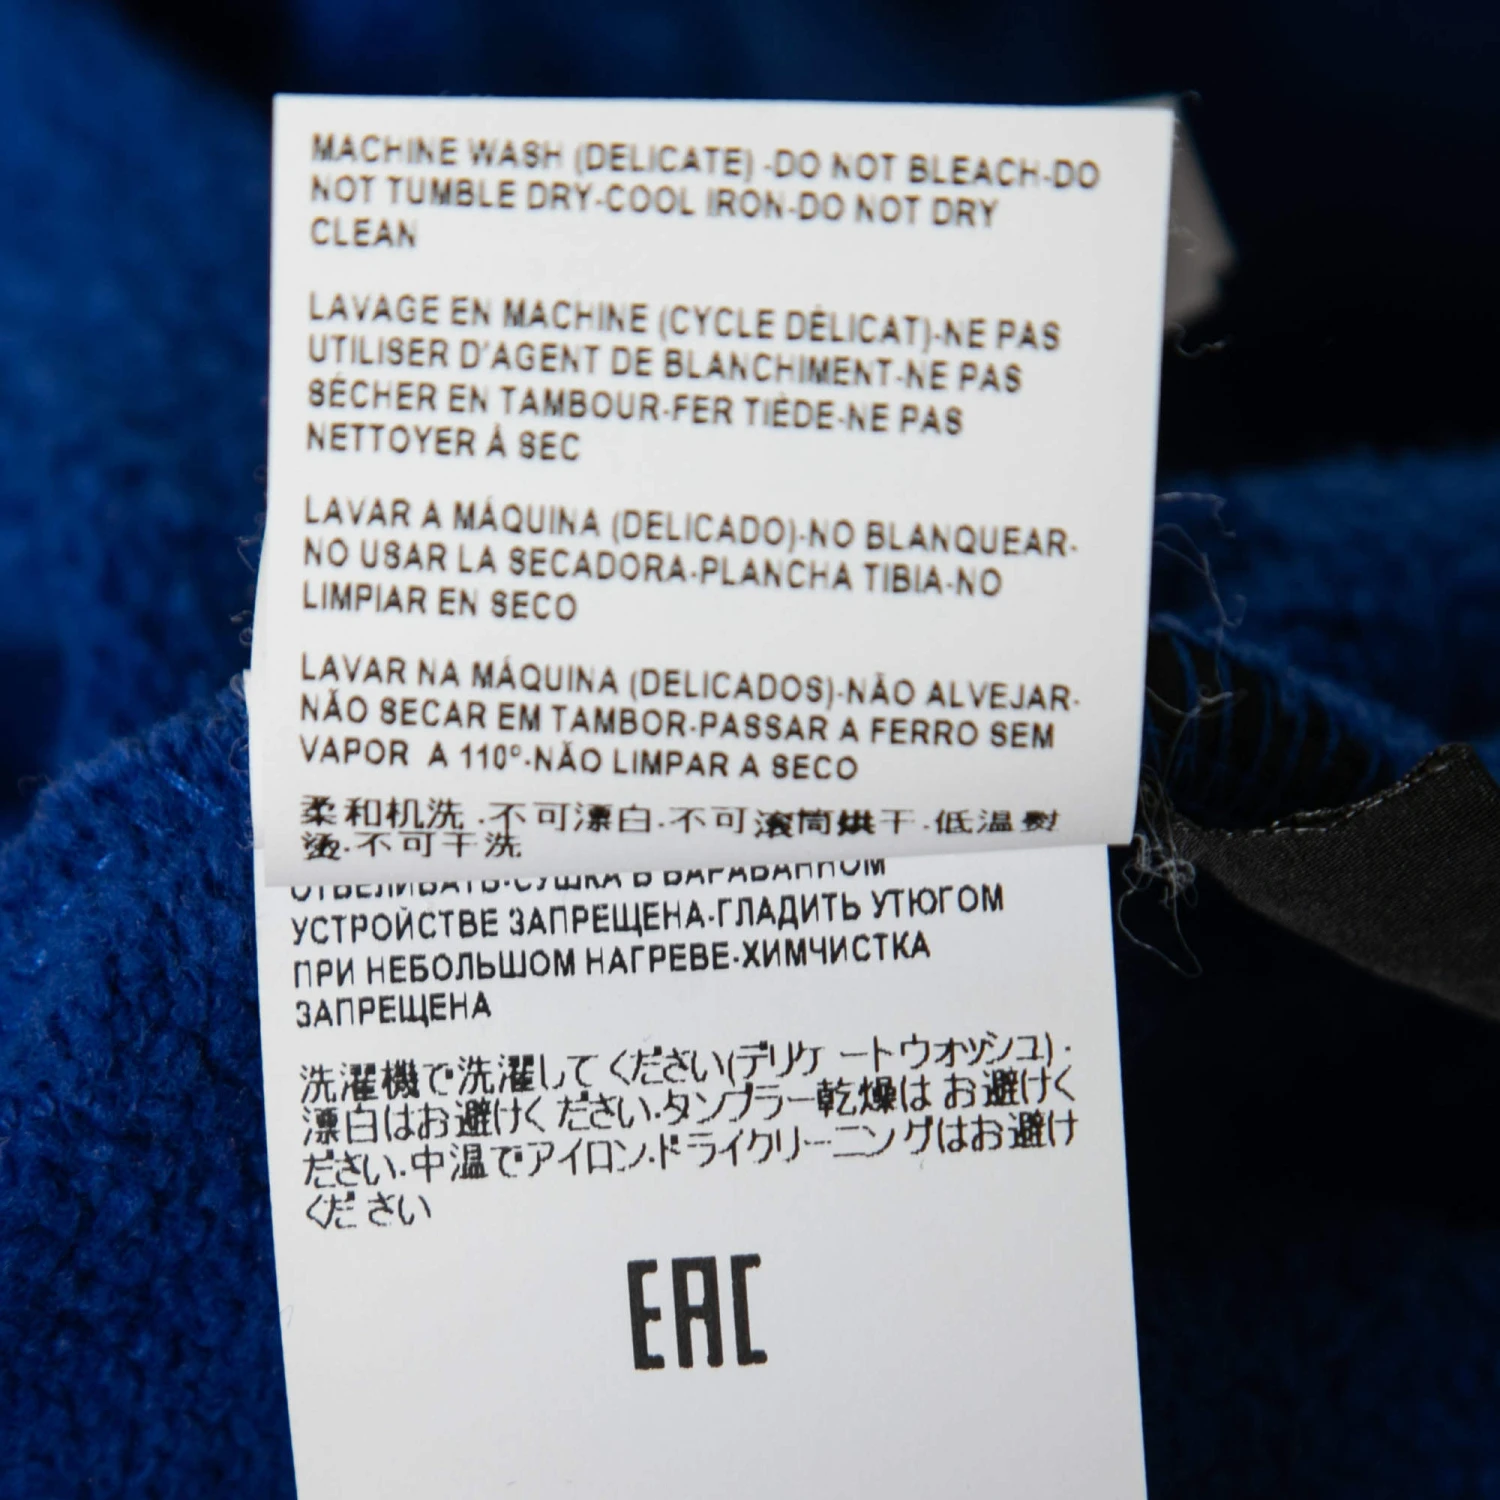 MACHINE WASH (DELICATE) -DO NOT BLEACH-DO
NOT TUMBLE DRY-COOL IRON-DO NOT DRY
CLEAN
LAVAGE EN MACHINE (CYCLE DÉLICAT)-NE PAS
UTILISER D'AGENT DE BLANCHIMENT-NE PAS
SÉCHER EN TAMBOUR-FER TIÈDE-NE PAS
NETTOYER À SEC
LAVAR A MÁQUINA (DELICADO)-NO BLANQUEAR-
NO USAR LA SECADORA-PLANCHA TIBIA-NO
LIMPIAR EN SECO
LAVAR NA MÁQUINA (DELICADOS)-NÃO ALVEJAR-
NÃO SECAR EM TAMBOR-PASSAR A FERRO SEM
VAPOR A 110°-NÃO LIMPAR A SECO
柔和机洗-不可漂白-不可滚筒烘干-低温熨
烫-不可干洗
ОТБЕЛИВАТЬ-СУШКА В БАРАБАННОМ
УСТРОЙСТВЕ ЗАПРЕЩЕНА-ГЛАДИТЬ УТЮГОМ
ПРИ НЕБОЛЬШОМ НАГРЕВЕ-ХИМЧИСТКА
ЗАПРЕЩЕНА
洗濯機で洗濯してください(デリケートウォッシュ)-
漂白はお避けください-タンブラー乾燥はお避けく
ださい-中温でアイロン-ドライクリーニングはお避け
ください
EAC